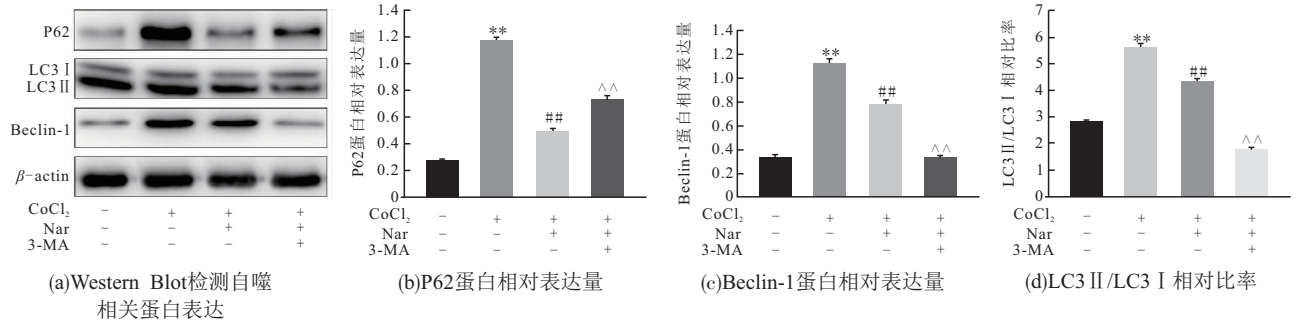 P62
LC3Ⅰ
LC3Ⅱ
Beclin-1
β-actin
CoCl₂ − + + +
Nar − − + +
3-MA − − − +
(a)Western Blot检测自噬
相关蛋白表达
P62蛋白相对表达量
1.4
1.2
1.0
0.8
0.6
0.4
0.2
0
**
##
^^
CoCl₂ − + + +
Nar − − + +
3-MA − − − +
(b)P62蛋白相对表达量
Beclin-1蛋白相对表达量
1.6
1.4
1.2
1.0
0.8
0.6
0.4
0.2
0
**
##
^^
CoCl₂ − + + +
Nar − − + +
3-MA − − − +
(c)Beclin-1蛋白相对表达量
LC3Ⅱ/LC3Ⅰ相对比率
7
6
5
4
3
2
1
0
**
##
^^
CoCl₂ − + + +
Nar − − + +
3-MA − − − +
(d)LC3Ⅱ/LC3Ⅰ相对比率